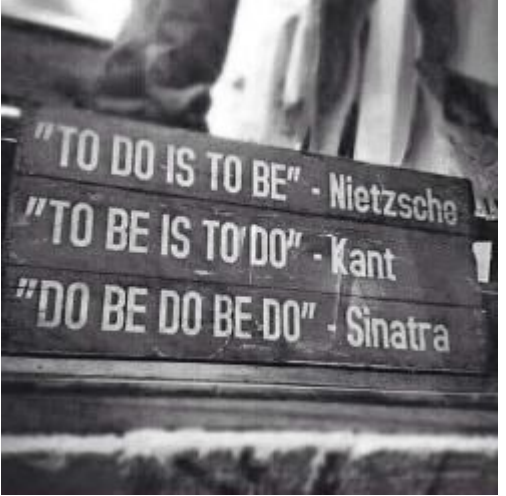 "TO DO IS TO BE" - Nietzsche
"TO BE IS TO DO" - Kant
"DO BE DO BE DO" - Sinatra